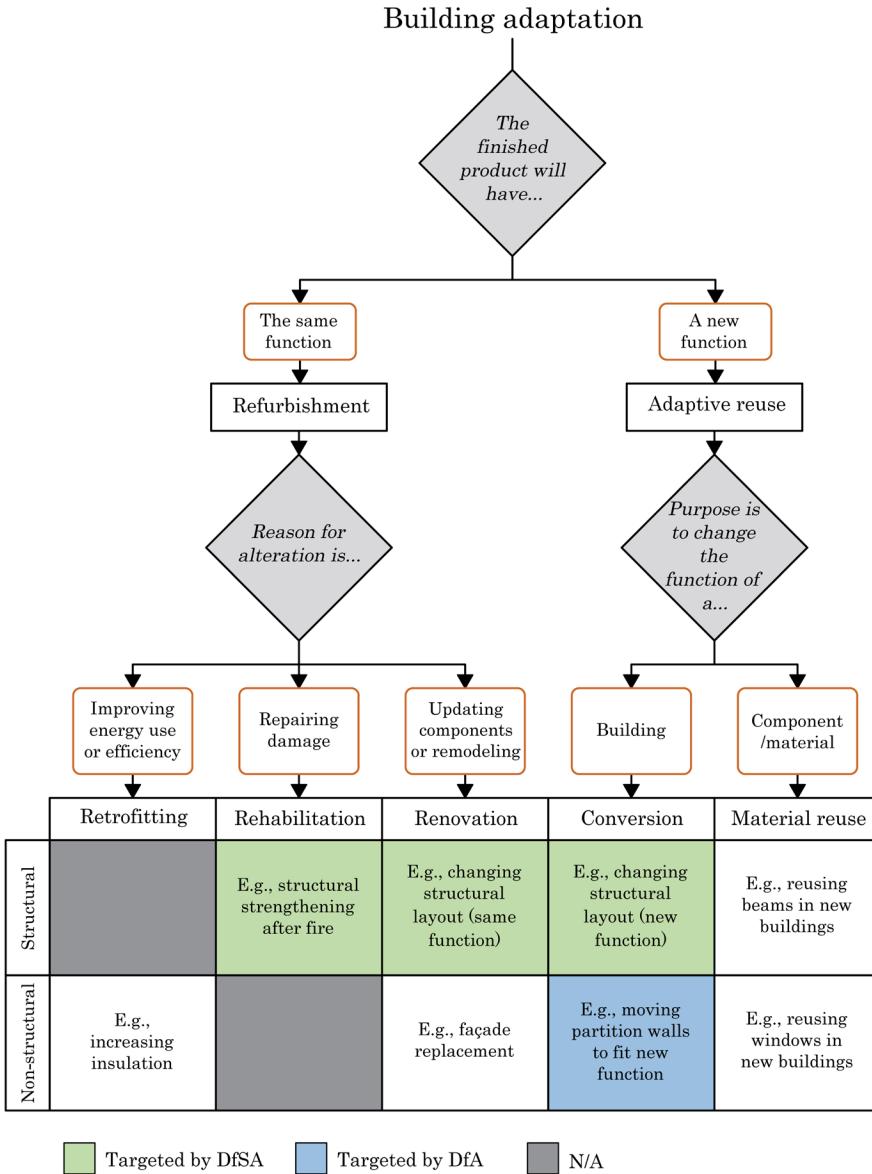 Building adaptation
The
finished
product will
have...
The same
function
A new
function
Refurbishment
Adaptive reuse
Reason for
alteration is...
Purpose is
to change
the
function of
a...
Improving
energy use
or efficiency
Repairing
damage
Updating
components
or remodeling
Building
Component
/material
Retrofitting
Rehabilitation
Renovation
Conversion
Material reuse
Structural
E.g., structural
strengthening
after fire
E.g., changing
structural
layout (same
function)
E.g., changing
structural
layout (new
function)
E.g., reusing
beams in new
buildings
Non-structural
E.g.,
increasing
insulation
E.g., façade
replacement
E.g., moving
partition walls
to fit new
function
E.g., reusing
windows in
new buildings
Targeted by DfSA
Targeted by DfA
N/A